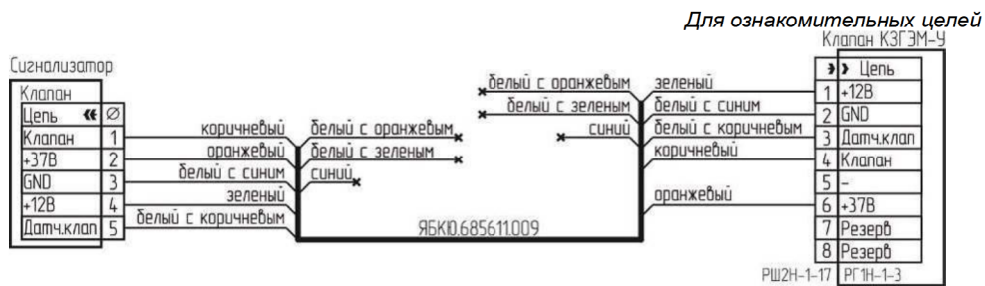 Для ознакомительных целей
Клапан КЗГЭМ-У
Сигнализатор
Клапан
Цепь
Ø
Клапан 1
+37В 2
GND 3
+12В 4
Датч.клап 5
коричневый
оранжевый
белый с синим
зеленый
белый с коричневым
белый с оранжевым
белый с зеленым
синий
ЯБКЮ.685611.009
белый с оранжевым
белый с зеленым
синий
зеленый
белый с синим
белый с коричневым
коричневый
оранжевый
Цепь
1 +12В
2 GND
3 Датч.клап
4 Клапан
5 -
6 +37В
7 Резерв
8 Резерв
РШ2Н-1-17 РГ1Н-1-3